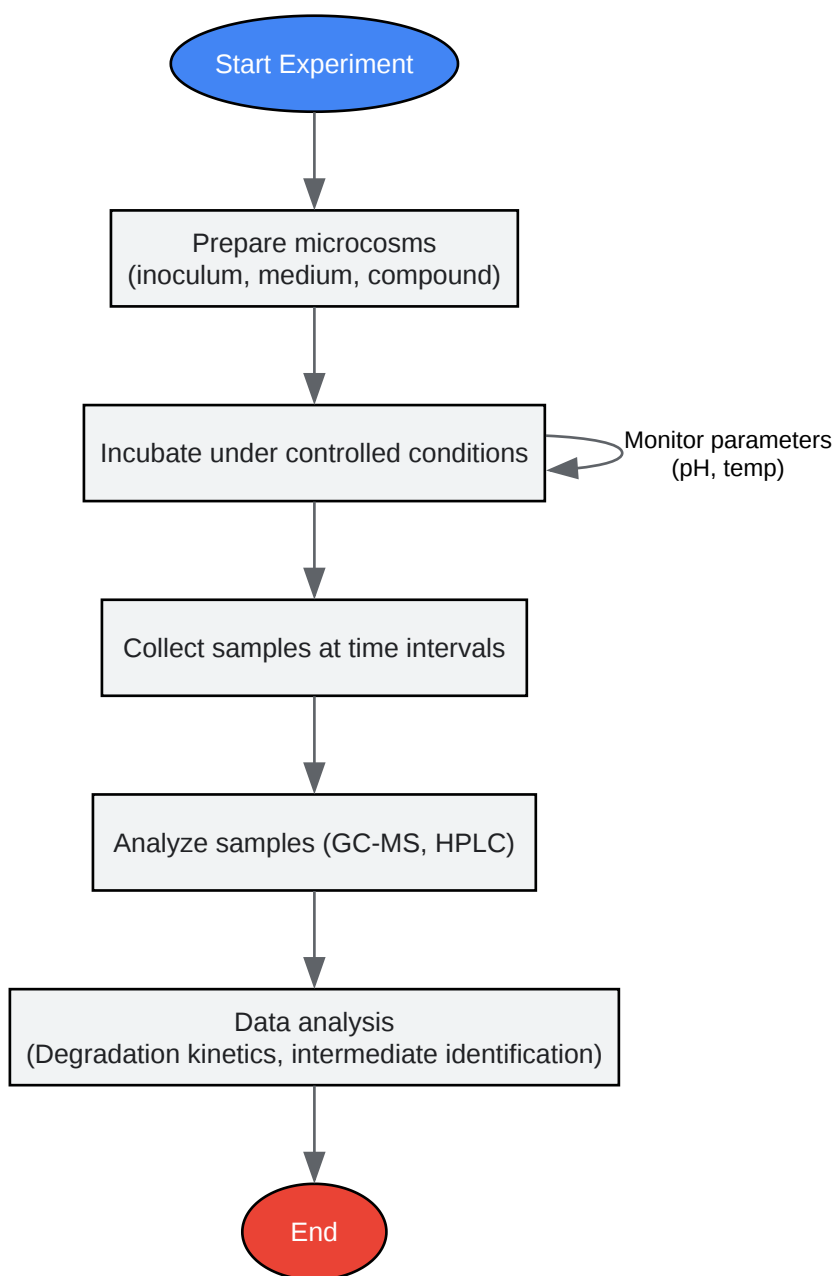 Start Experiment
Prepare microcosms
(inoculum, medium, compound)
Incubate under controlled conditions
Monitor parameters
(pH, temp)
Collect samples at time intervals
Analyze samples (GC-MS, HPLC)
Data analysis
(Degradation kinetics, intermediate identification)
End